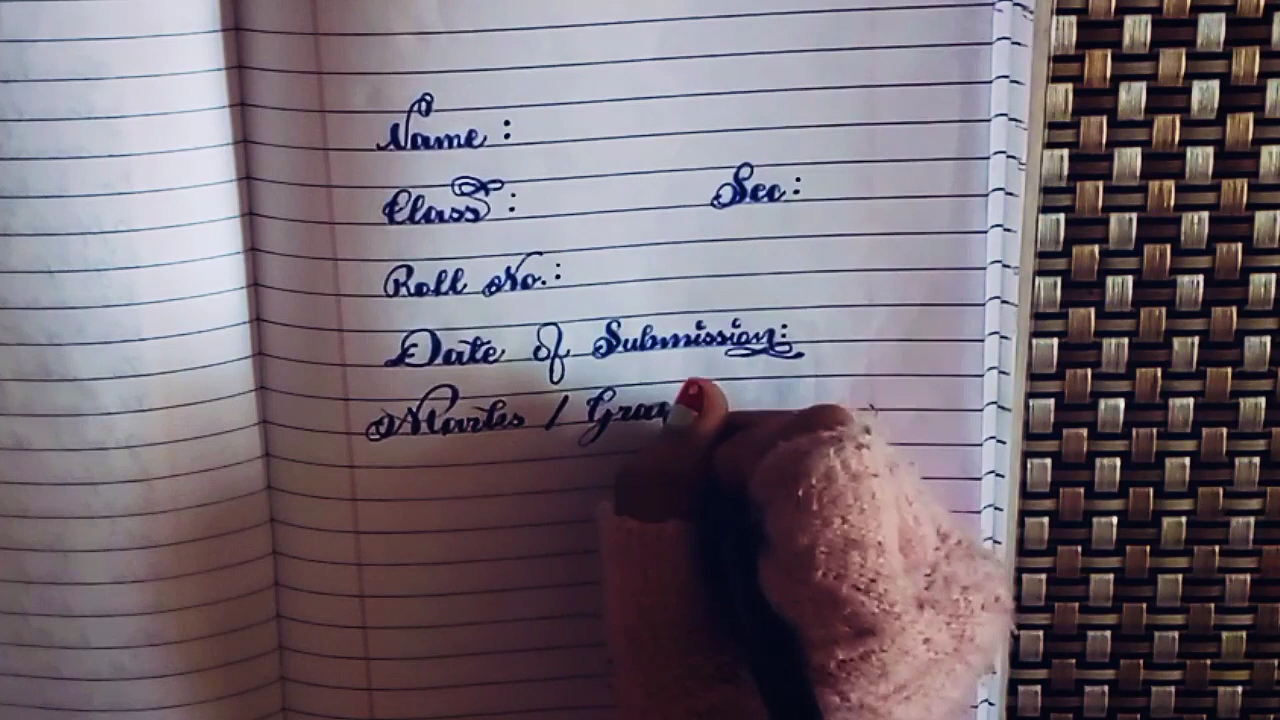 Name :
Class : Sec :
Roll No. :
Date of Submission:
Marks /